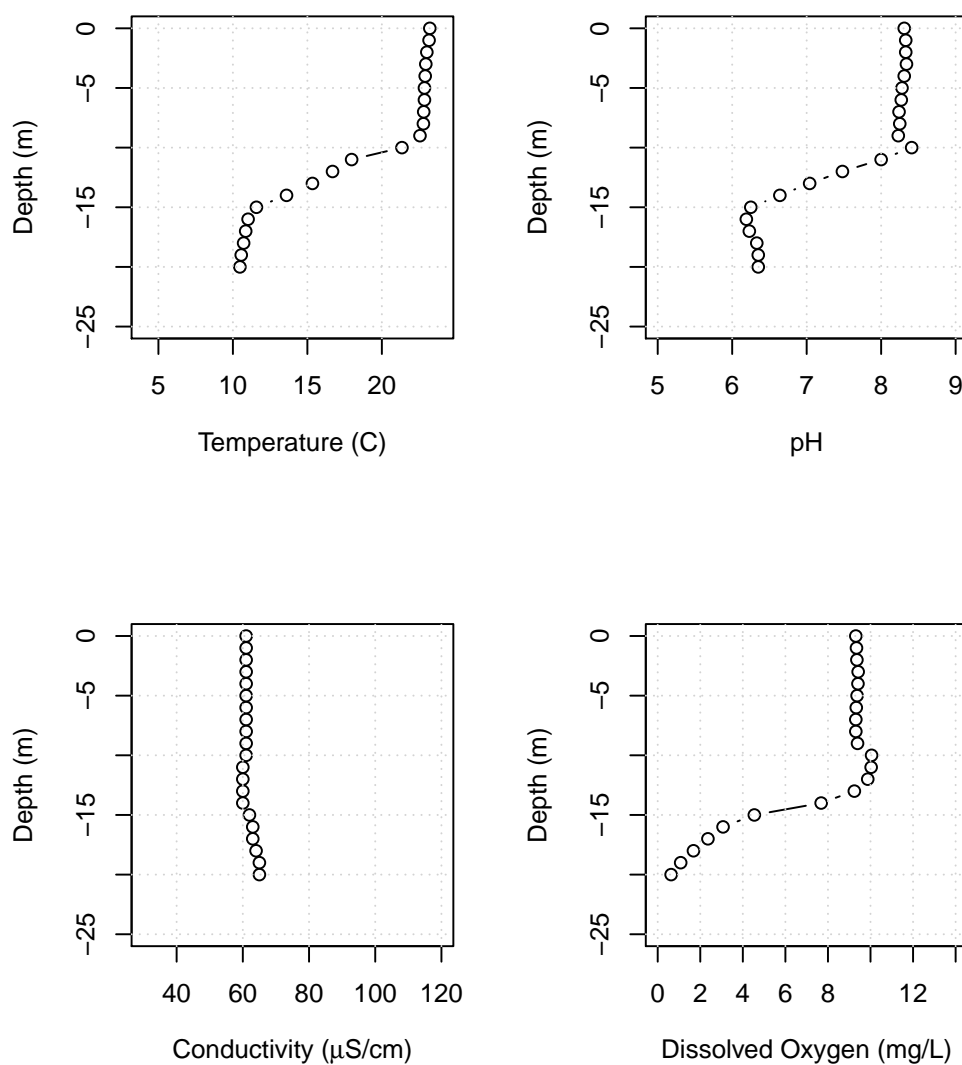 0
−5
−15
−25
Depth (m)
5 10 15 20
Temperature (C)
0
−5
−15
−25
Depth (m)
5 6 7 8 9
pH
0
−5
−15
−25
Depth (m)
40 60 80 100 120
Conductivity (μS/cm)
0
−5
−15
−25
Depth (m)
0 2 4 6 8 12
Dissolved Oxygen (mg/L)